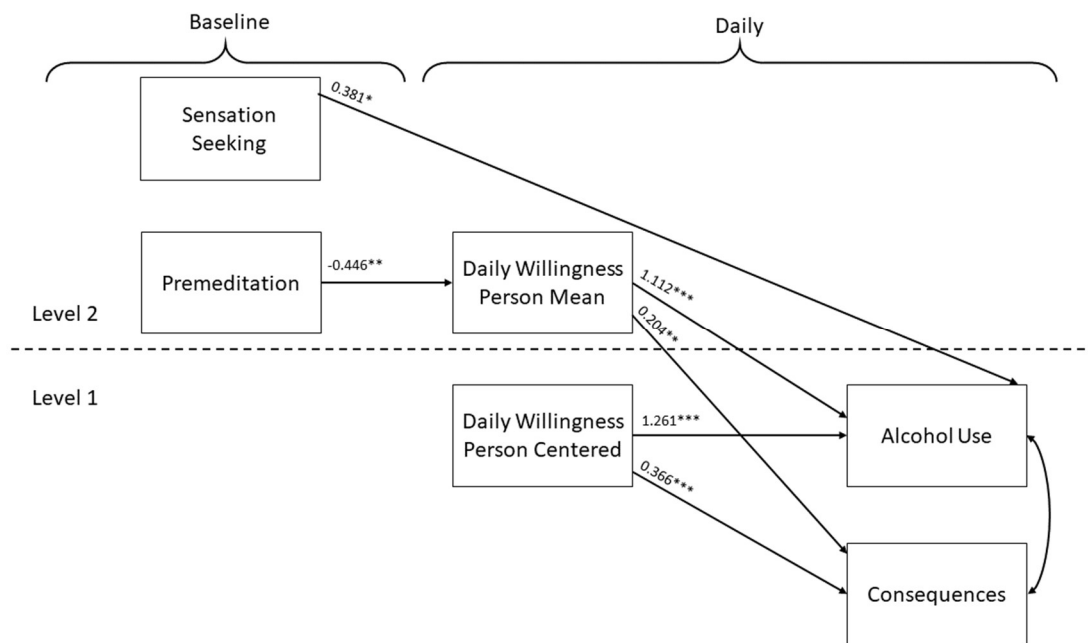 Baseline
Daily
Sensation
Seeking
0.381*
Premeditation
-0.446**
Daily Willingness
Person Mean
1.112***
0.204**
Level 2
Level 1
Daily Willingness
Person Centered
1.261***
0.366***
Alcohol Use
Consequences